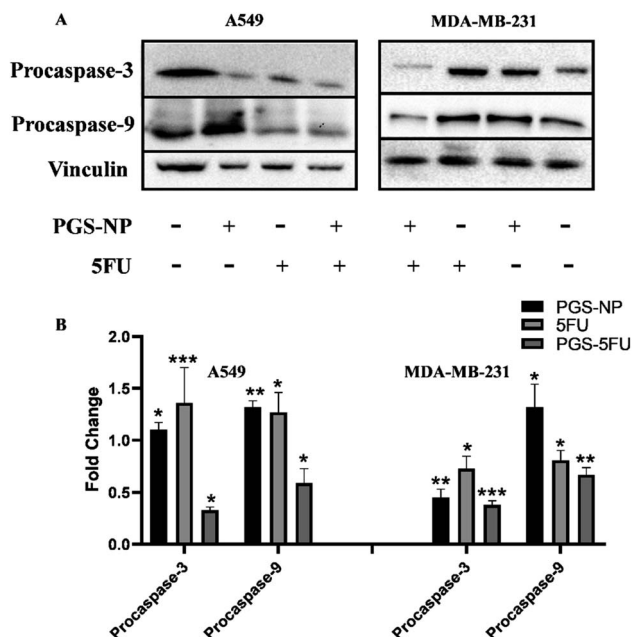 A A549 MDA-MB-231
Procaspase-3
Procaspase-9
Vinculin
PGS-NP - + - + + - + -
5FU - - + + + + - -
B
PGS-NP
5FU
PGS-5FU
A549 MDA-MB-231
Fold Change
2.0
1.5
1.0
0.5
0.0
* *** * ** * * ** * *** * * **
Procaspase-3 Procaspase-9 Procaspase-3 Procaspase-9